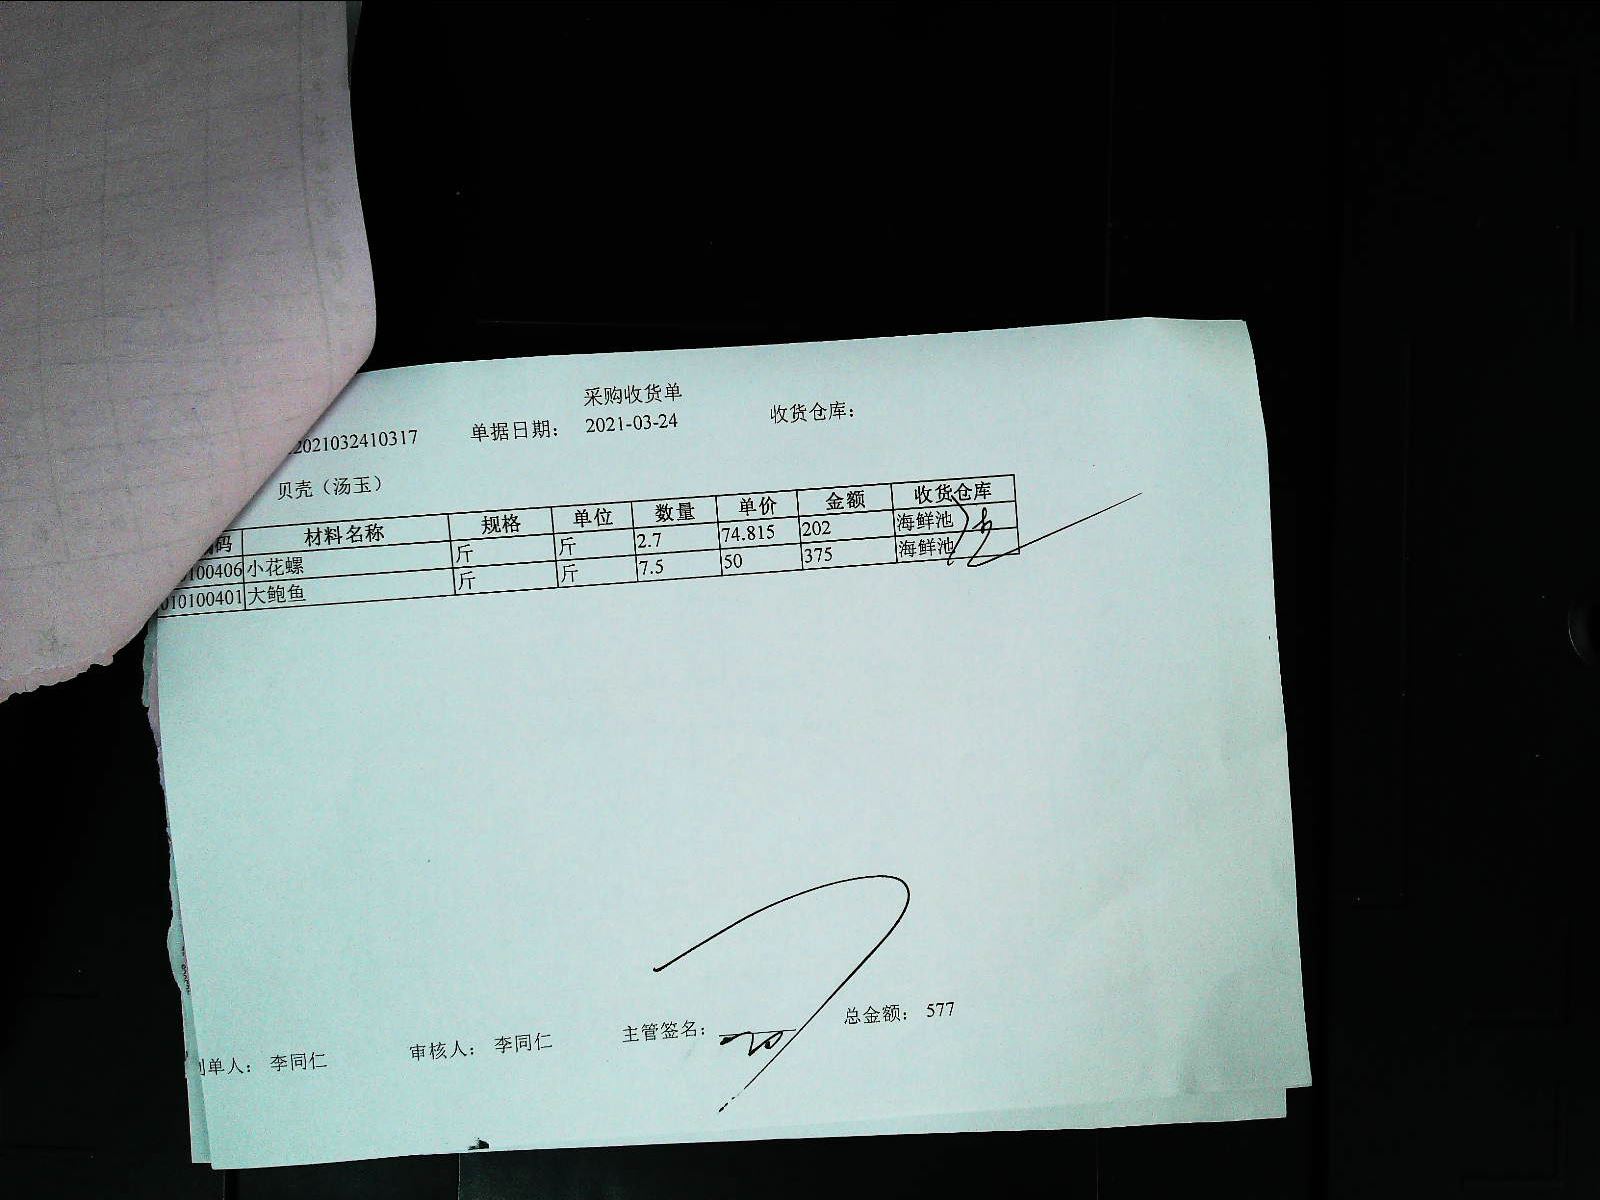 采购收货单
2021032410317 单据日期: 2021-03-24 收货仓库:
贝壳（汤玉）
码 材料名称 规格 单位 数量 单价 金额 收货仓库
100406 小花螺 斤 斤 2.7 74.815 202 海鲜池
010100401 大鲍鱼 斤 斤 7.5 50 375 海鲜池
单人: 李同仁 审核人: 李同仁 主管签名: 总金额: 577